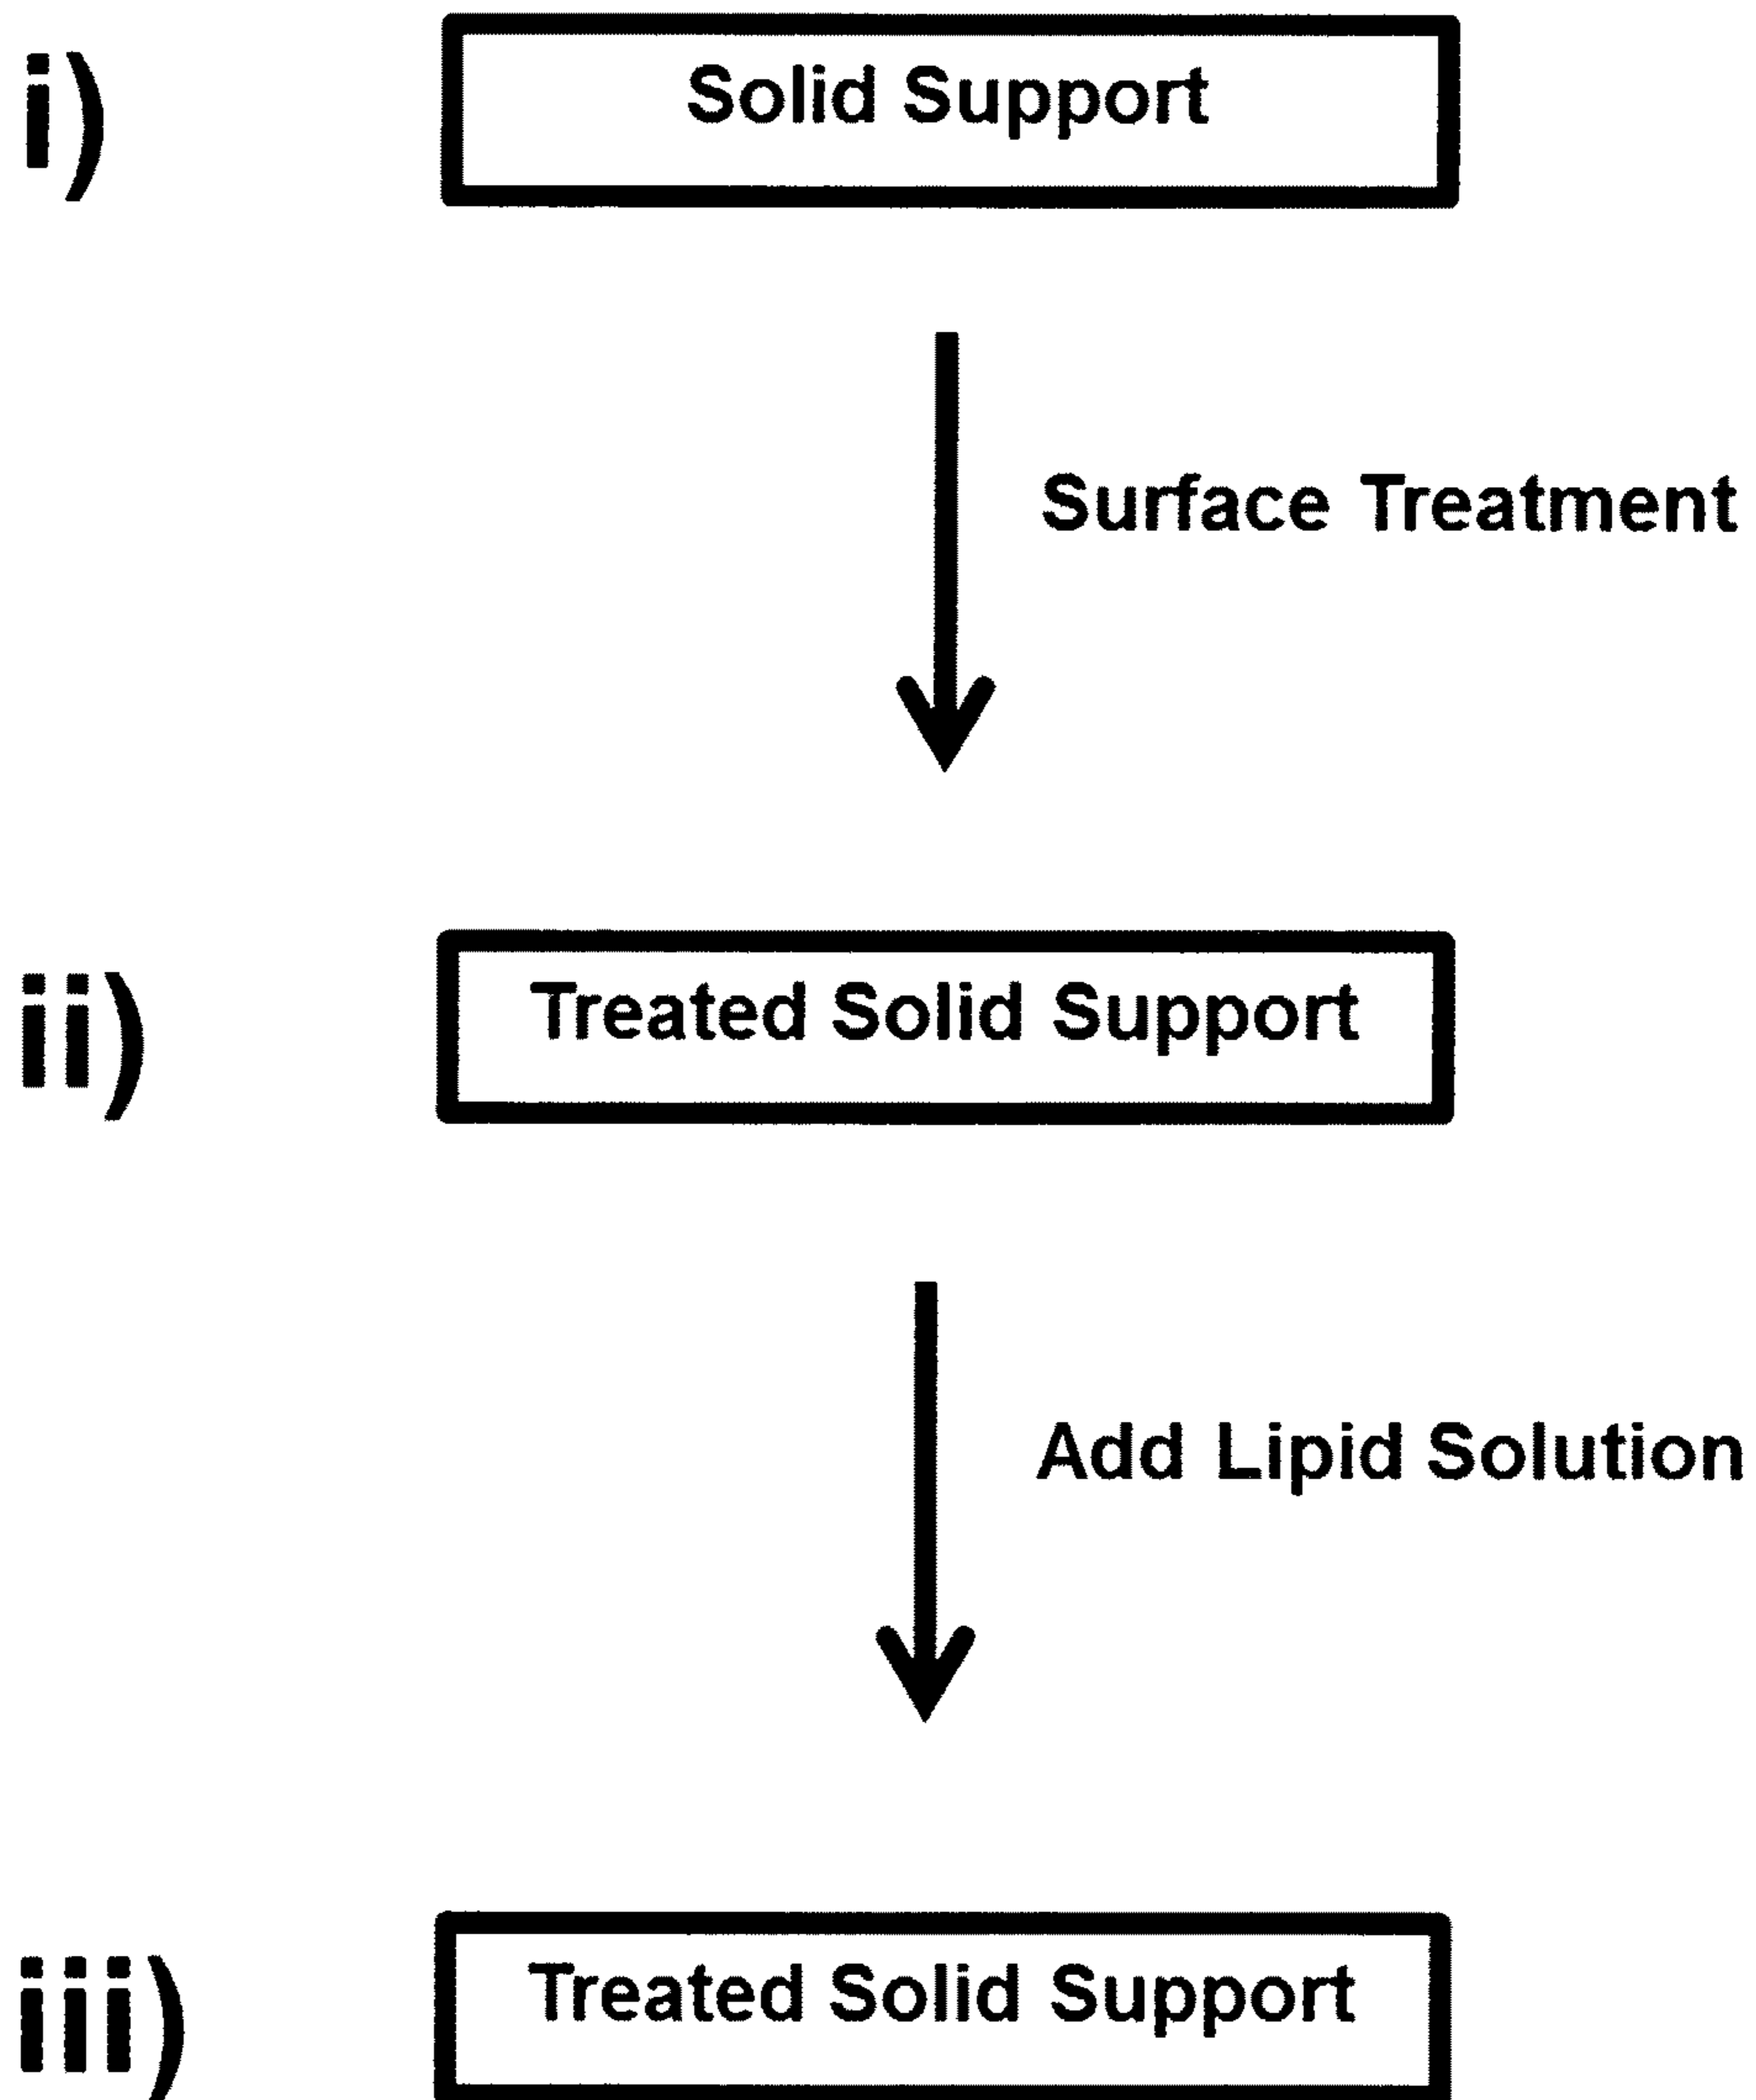 i)
Solid Support
Surface Treatment
ii)
Treated Solid Support
Add Lipid Solution
iii)
Treated Solid Support